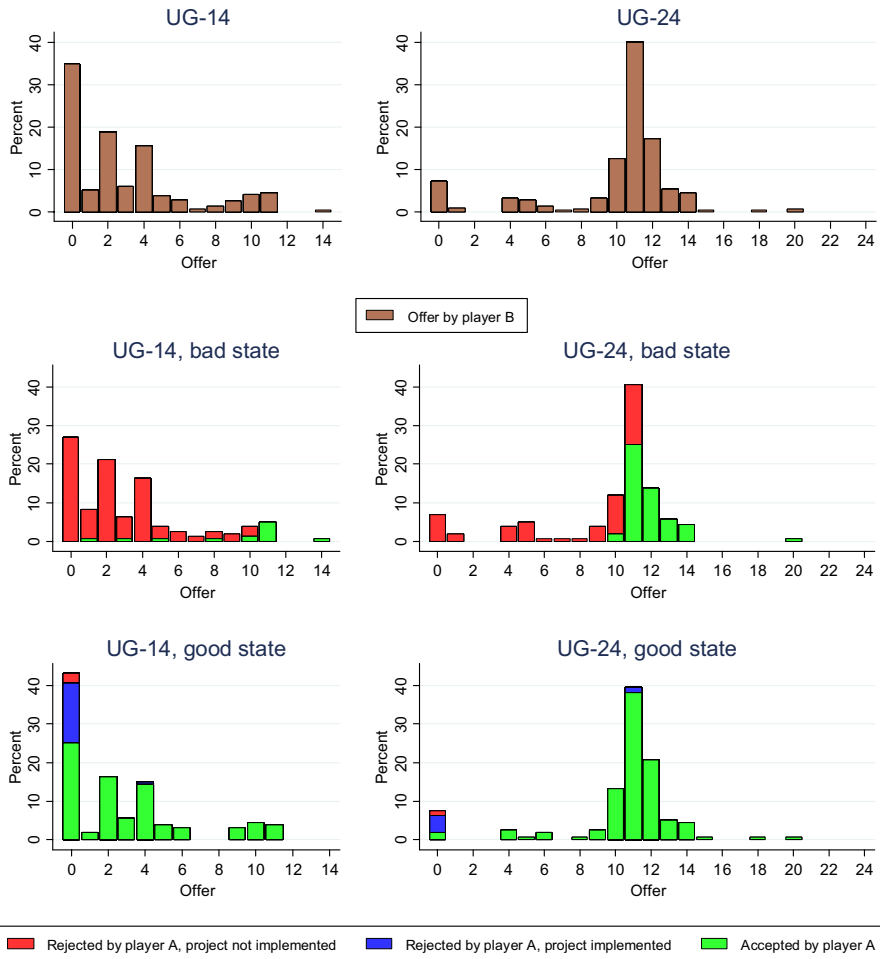 UG-14
UG-24
Percent
0 10 20 30 40
0 2 4 6 8 10 12 14
Offer
Percent
0 10 20 30 40
0 2 4 6 8 10 12 14 16 18 20 22 24
Offer
Offer by player B
UG-14, bad state
UG-24, bad state
Percent
0 10 20 30 40
0 2 4 6 8 10 12 14
Offer
Percent
0 10 20 30 40
0 2 4 6 8 10 12 14 16 18 20 22 24
Offer
UG-14, good state
UG-24, good state
Percent
0 10 20 30 40
0 2 4 6 8 10 12 14
Offer
Percent
0 10 20 30 40
0 2 4 6 8 10 12 14 16 18 20 22 24
Offer
Rejected by player A, project not implemented
Rejected by player A, project implemented
Accepted by player A